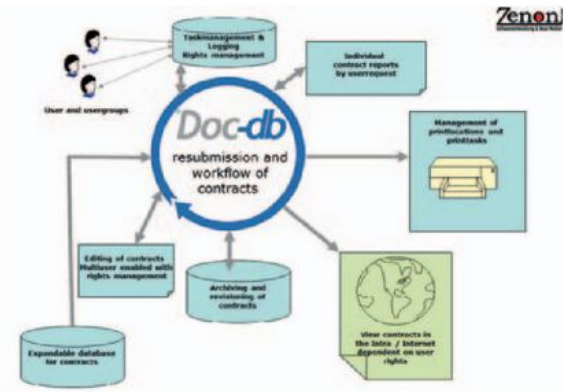 Zenon!
Taskmanagement &
Logging
Rights management
User and usergroups
Individual
contract reports
by userrequest
Doc-db
resubmission and
workflow of
contracts
Management of
printlocations and
printtasks
Editing of contracts
Multiuser enabled with
rights management
Archiving and
revisioning of
contracts
View contracts in
the Intra / Internet
dependent on user
rights
Expandable database
for contracts